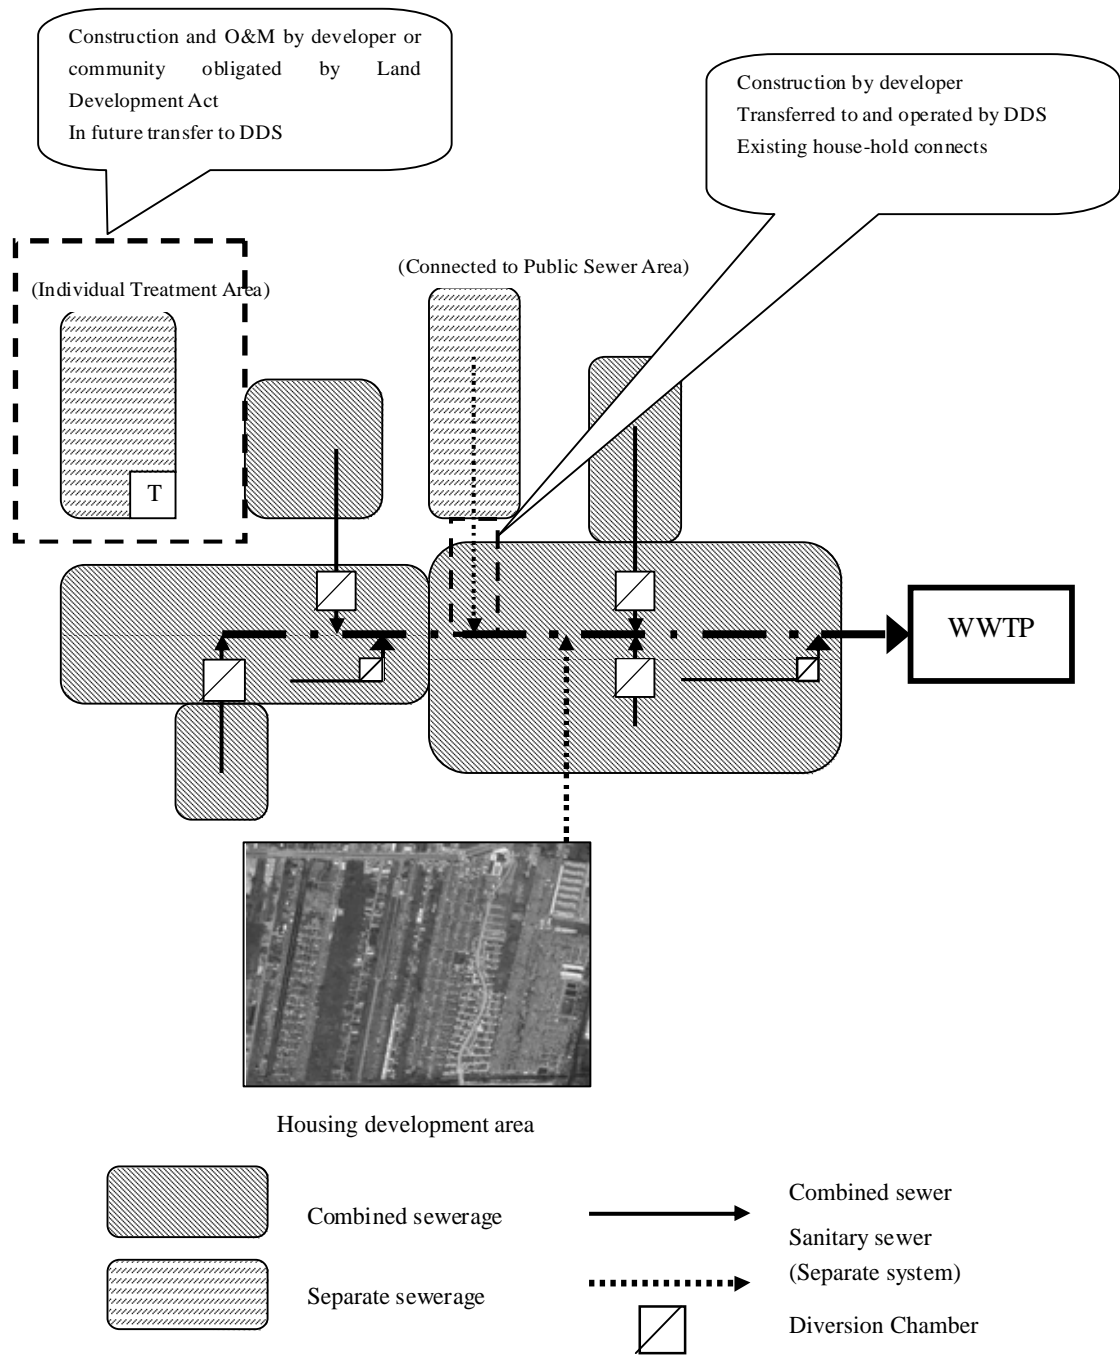 Construction and O&M by developer or
community obligated by Land
Development Act
In future transfer to DDS
Construction by developer
Transferred to and operated by DDS
Existing house-hold connects
(Connected to Public Sewer Area)
(Individual Treatment Area)
T
WWTP
Housing development area
Combined sewerage
Combined sewer
Sanitary sewer
(Separate system)
Separate sewerage
Diversion Chamber